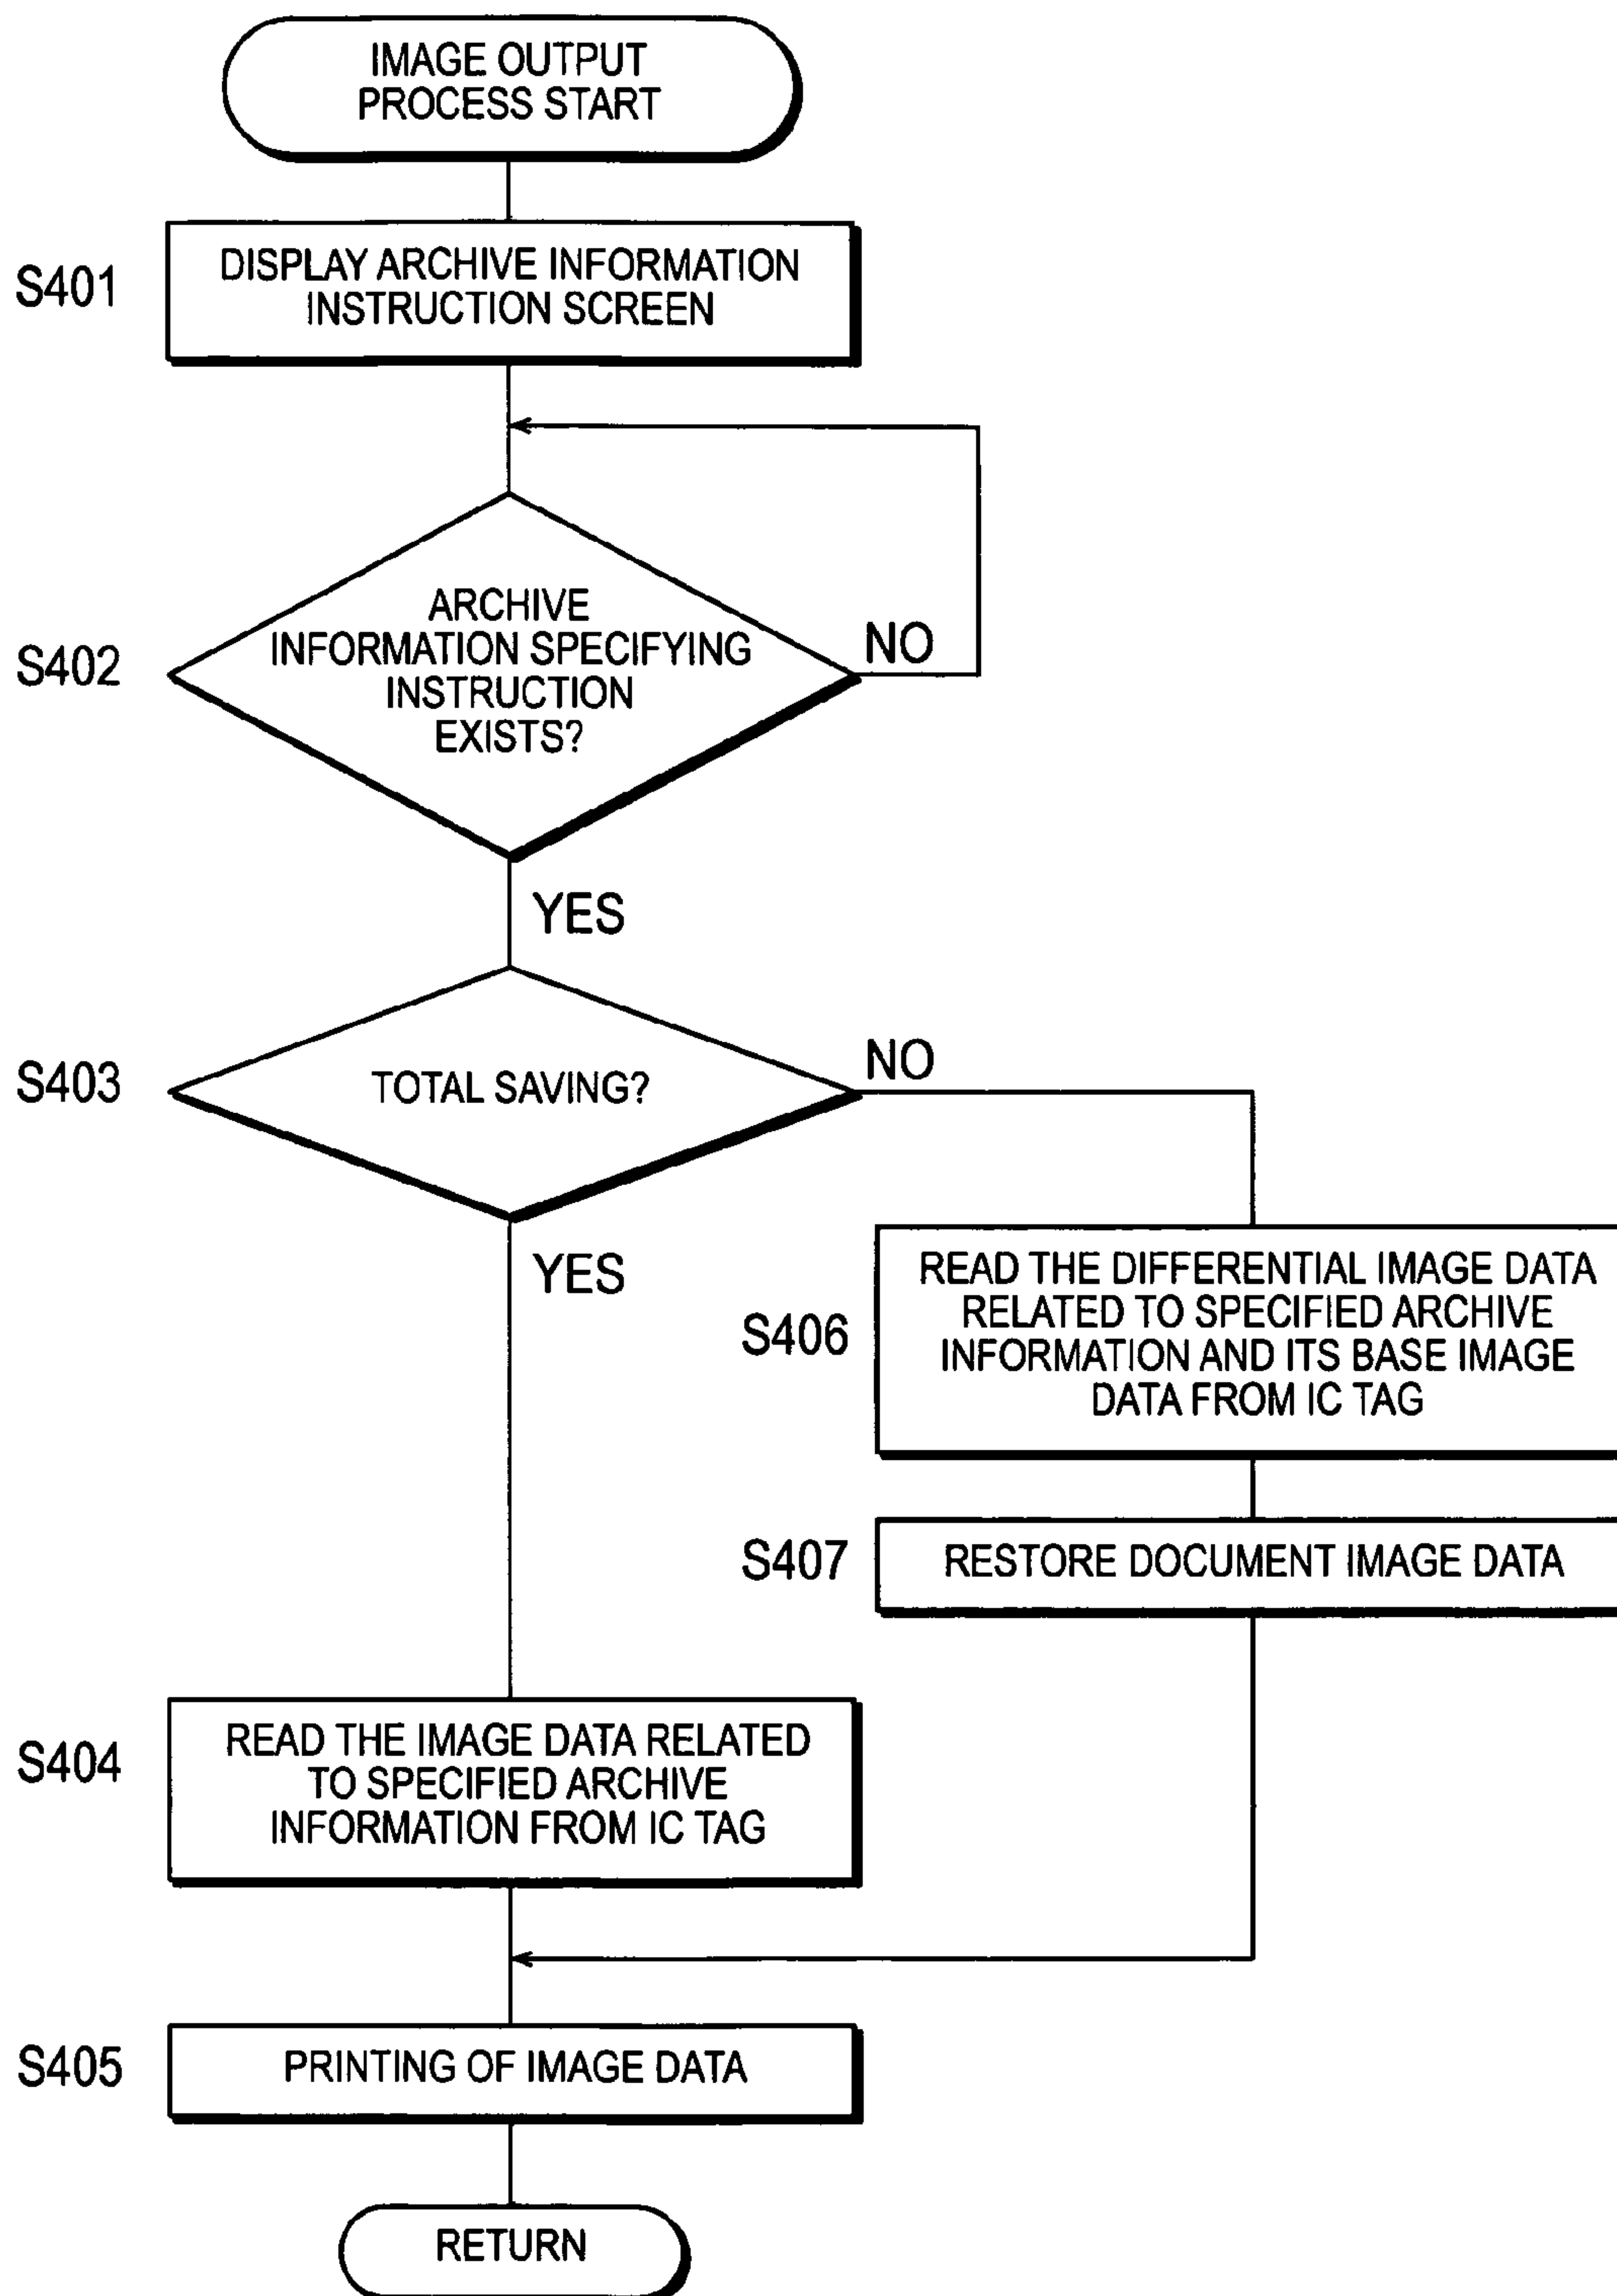 IMAGE OUTPUT
PROCESS START
S401
DISPLAY ARCHIVE INFORMATION
INSTRUCTION SCREEN
S402
ARCHIVE
INFORMATION SPECIFYING
INSTRUCTION
EXISTS?
NO
YES
S403
TOTAL SAVING?
NO
YES
S406
READ THE DIFFERENTIAL IMAGE DATA
RELATED TO SPECIFIED ARCHIVE
INFORMATION AND ITS BASE IMAGE
DATA FROM IC TAG
S407
RESTORE DOCUMENT IMAGE DATA
S404
READ THE IMAGE DATA RELATED
TO SPECIFIED ARCHIVE
INFORMATION FROM IC TAG
S405
PRINTING OF IMAGE DATA
RETURN